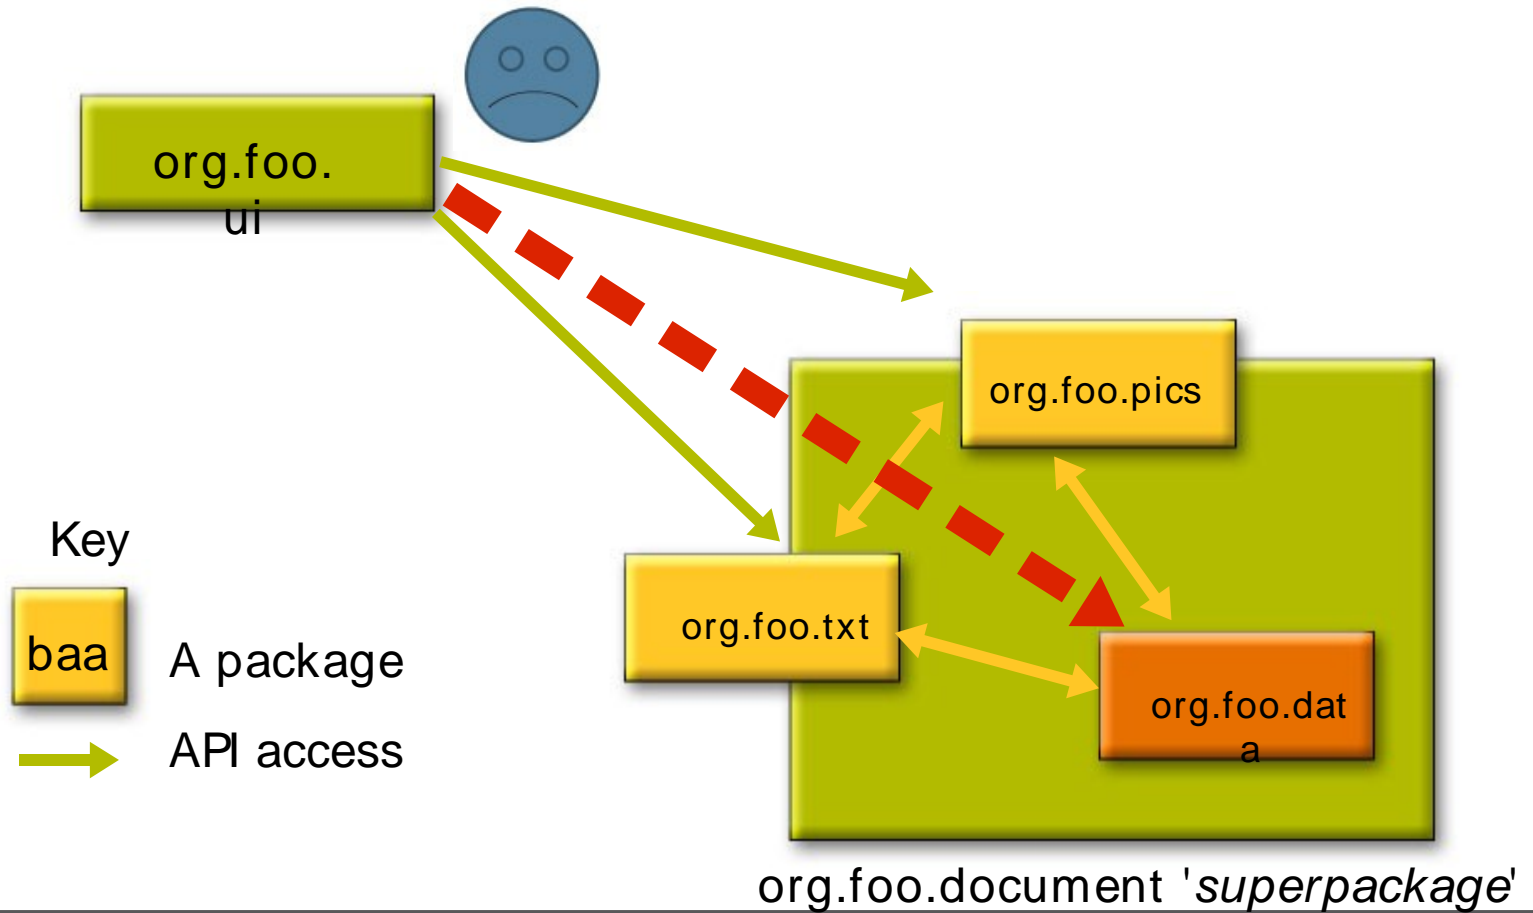 org.foo.
ui
org.foo.pics
Key
org.foo.txt
baa
A package
org.foo.dat
a
API access
org.foo.document 'superpackage'